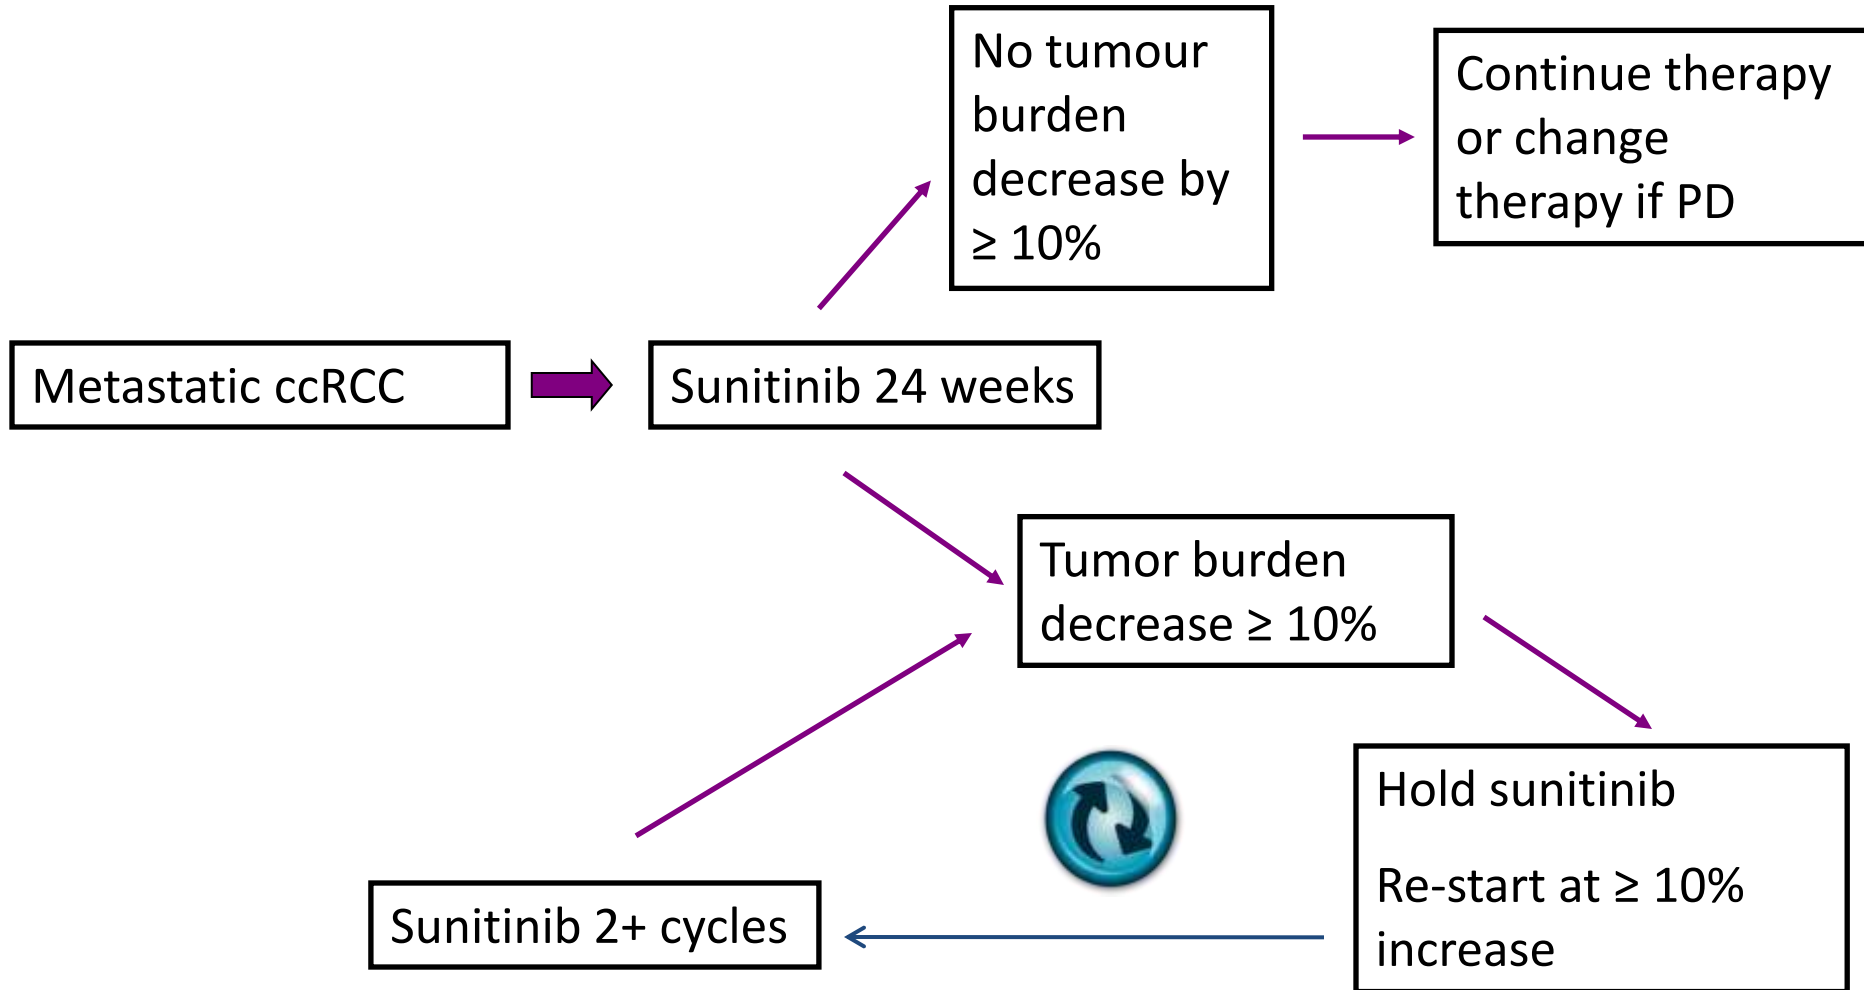 No tumour
burden
decrease by
≥ 10%
Continue therapy
or change
therapy if PD
Metastatic ccRCC
Sunitinib 24 weeks
Tumor burden
decrease ≥ 10%
Hold sunitinib
Re-start at ≥ 10%
increase
Sunitinib 2+ cycles